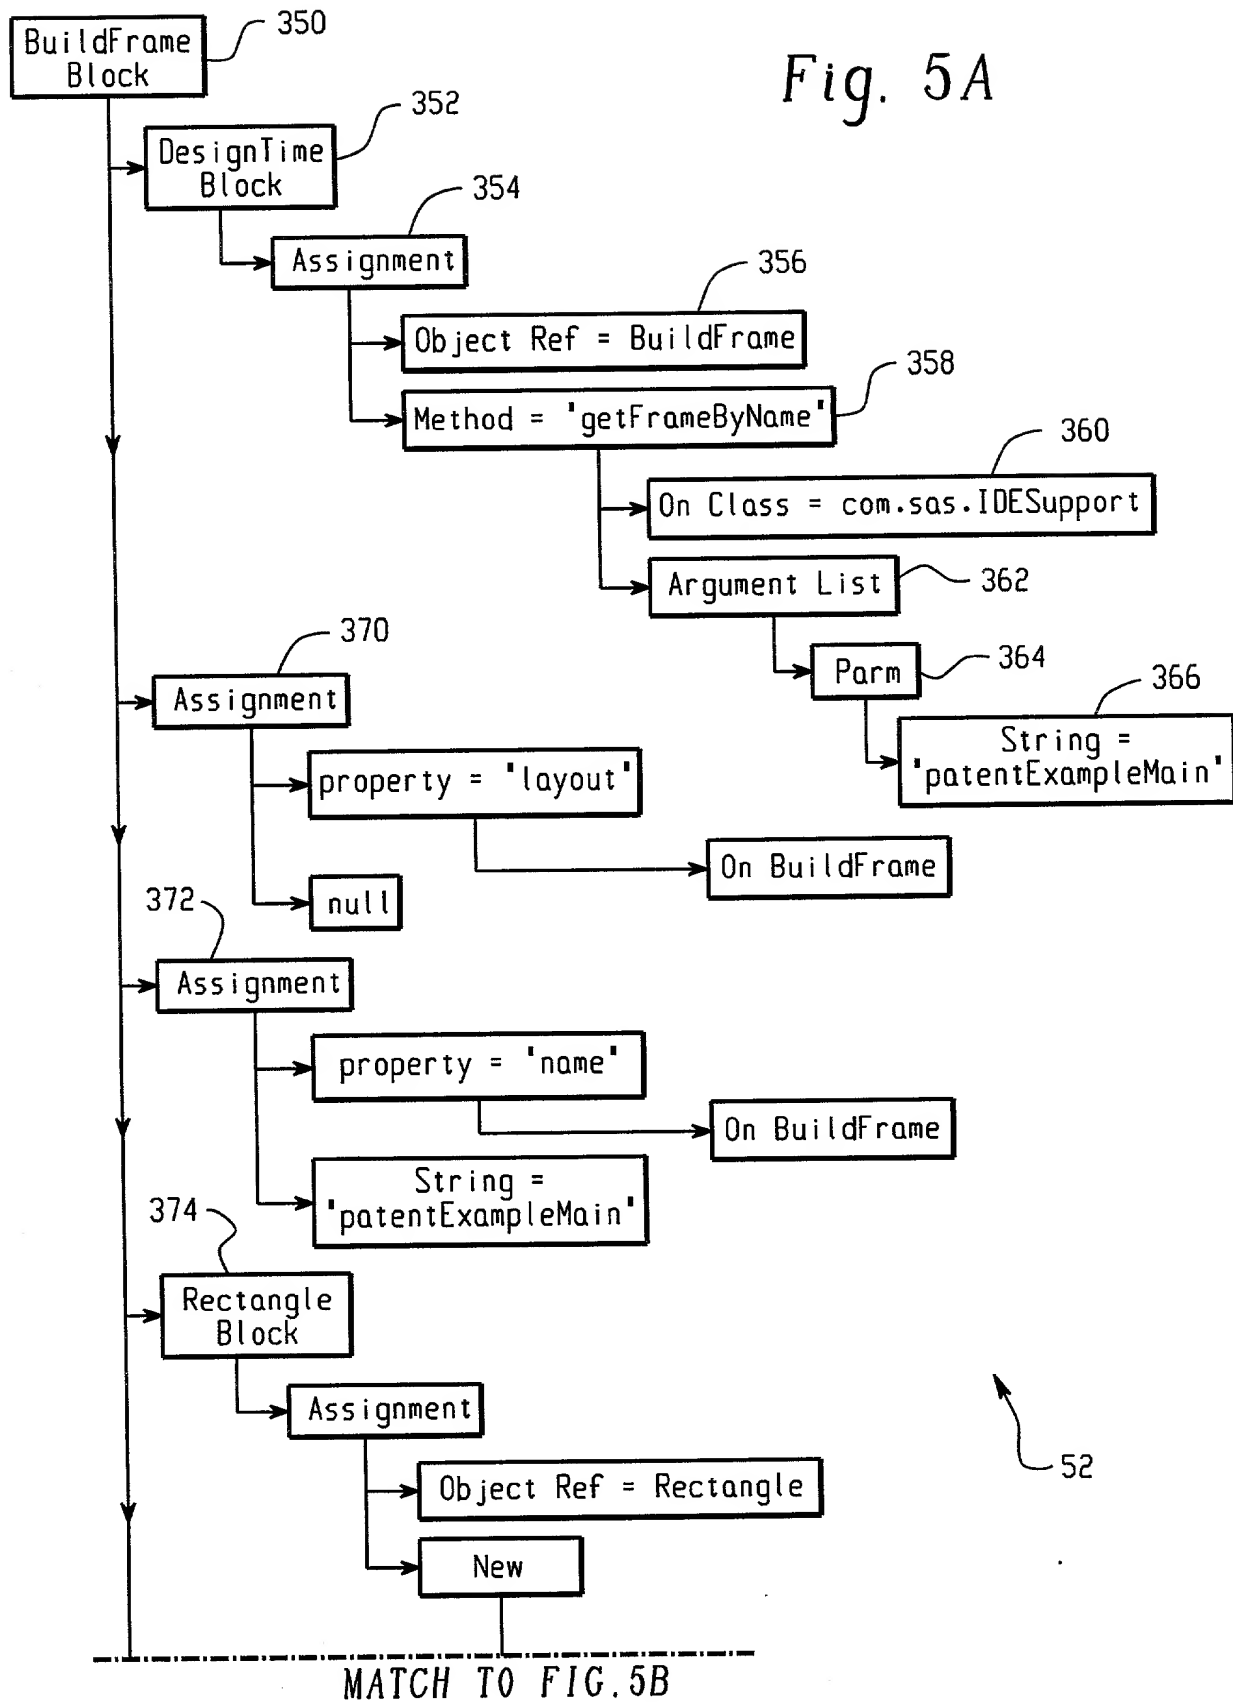 BuildFrame
Block
350
Fig. 5A
DesignTime
Block
352
Assignment
354
Object Ref = BuildFrame
356
Method = 'getFrameByName'
358
On Class = com.sas.IDESupport
360
Argument List
362
Parm
364
String =
'patentExampleMain'
366
Assignment
370
property = 'layout'
On BuildFrame
null
372
Assignment
property = 'name'
On BuildFrame
String =
'patentExampleMain'
374
Rectangle
Block
Assignment
Object Ref = Rectangle
New
52
MATCH TO FIG.5B